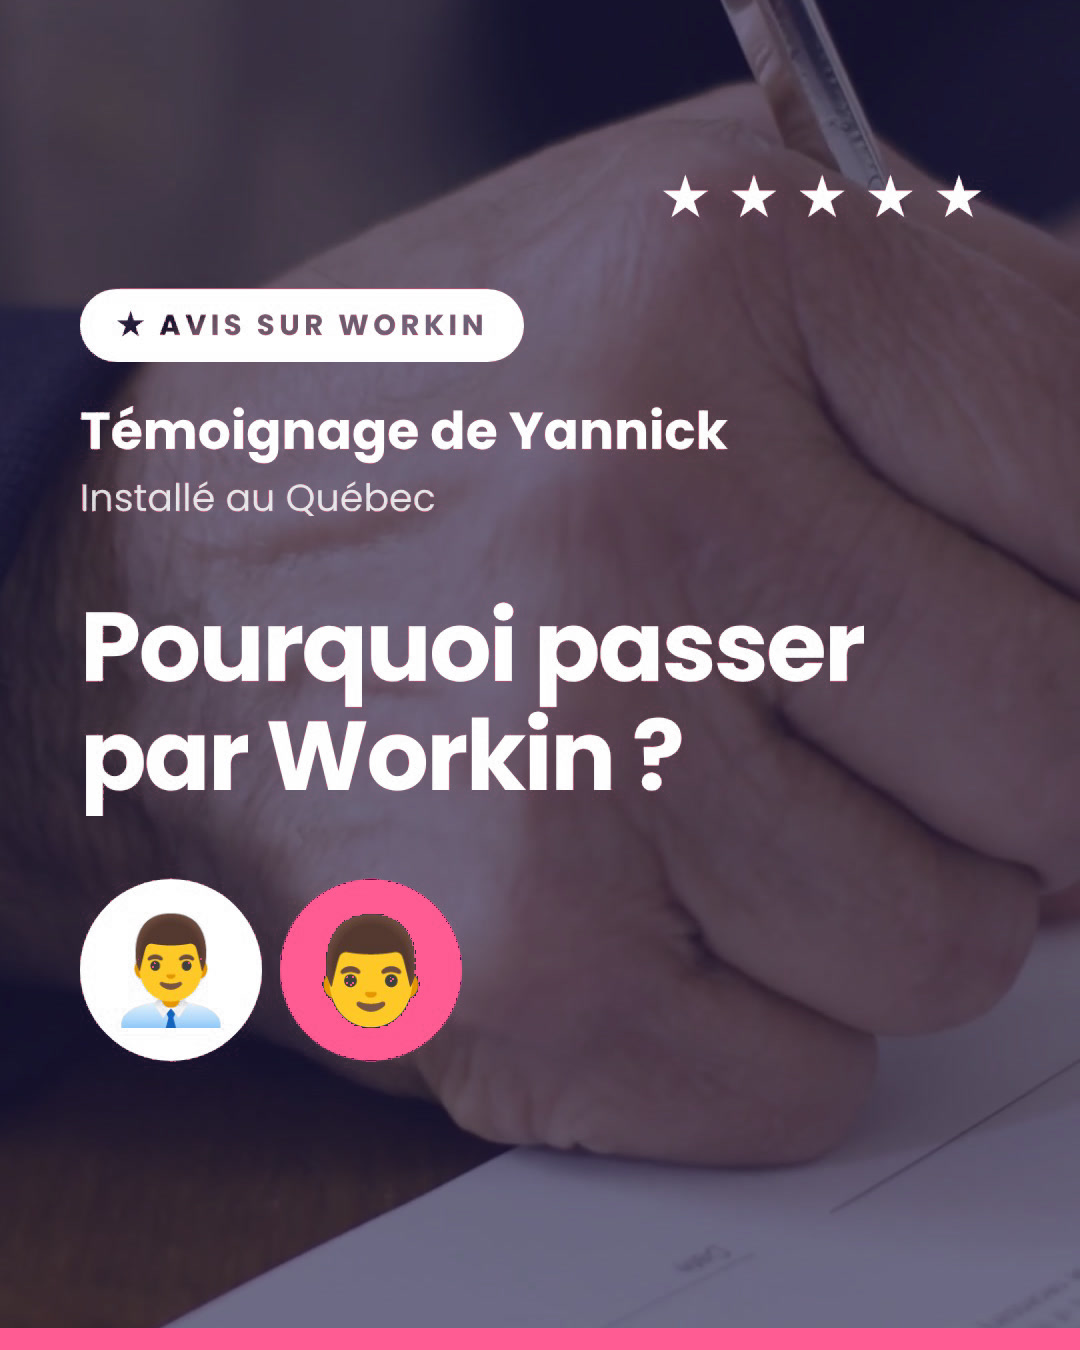 ★ ★ ★ ★ ★
★ AVIS SUR WORKIN
Témoignage de Yannick
Installé au Québec
Pourquoi passer
par Workin ?